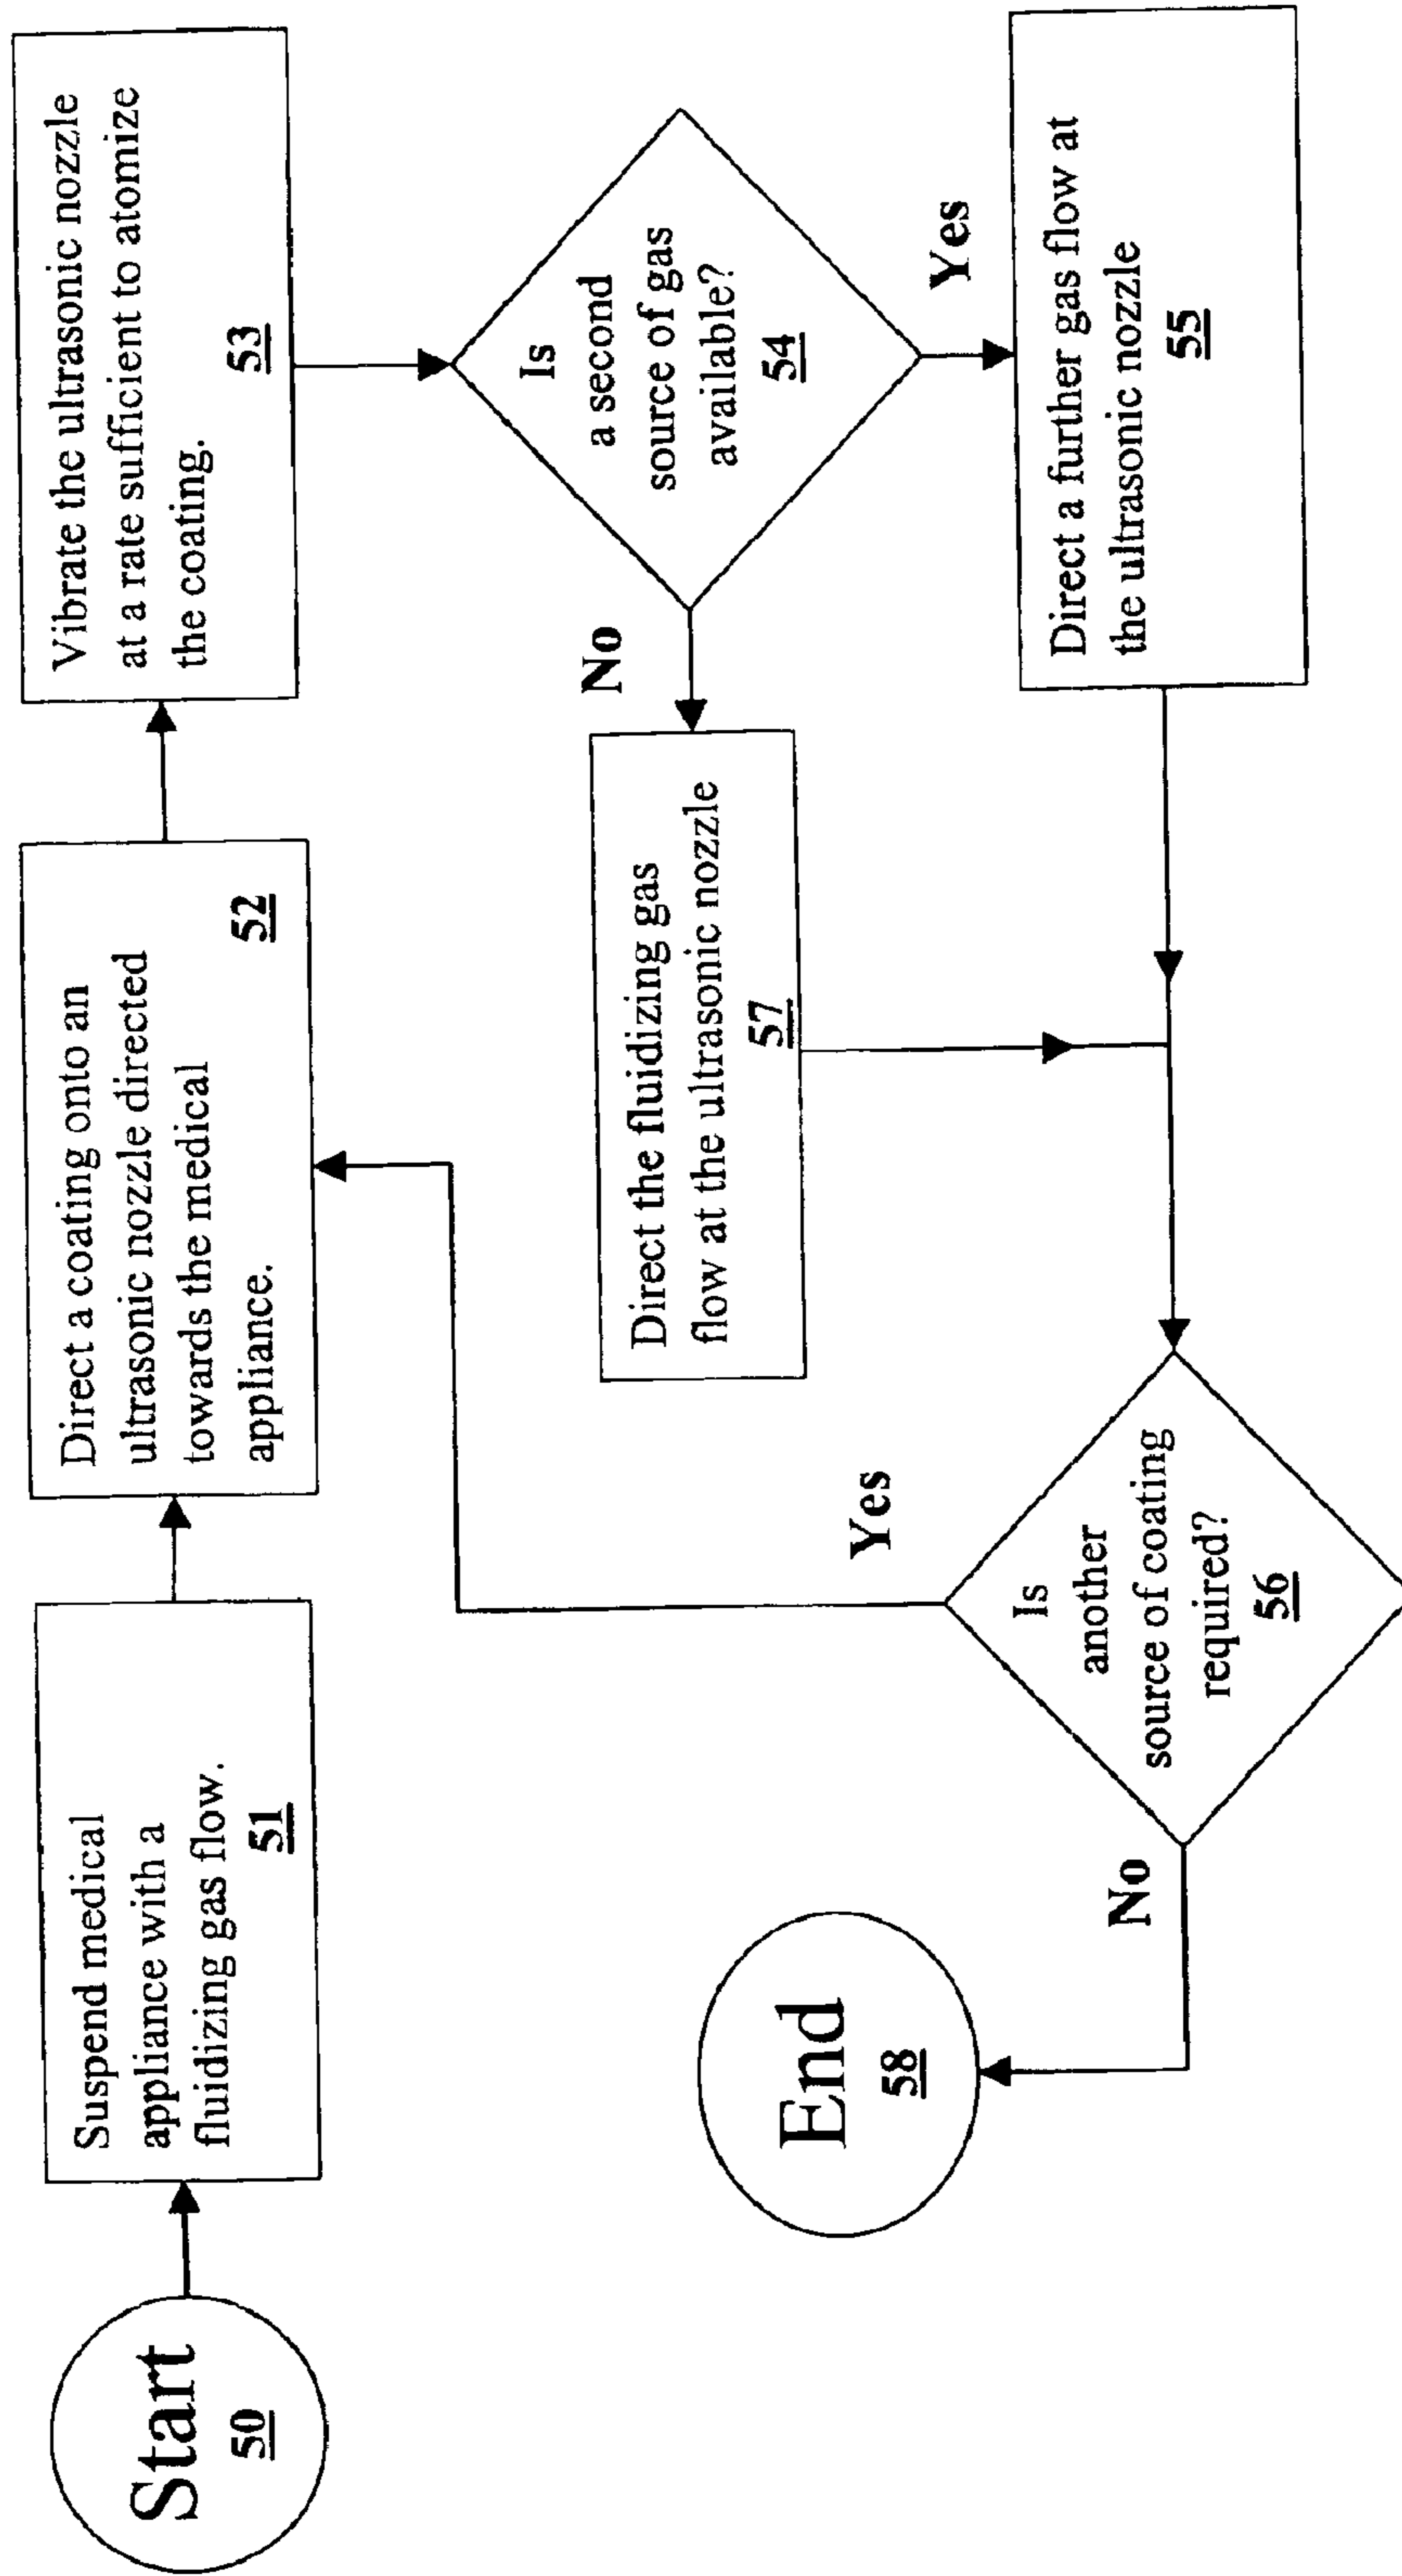 Start
50
Suspend medical
appliance with a
fluidizing gas flow.
51
Direct a coating onto an
ultrasonic nozzle directed
towards the medical
appliance.
52
Vibrate the ultrasonic nozzle
at a rate sufficient to atomize
the coating.
53
Is
a second
source of gas
available?
54
No
Yes
Direct the fluidizing gas
flow at the ultrasonic nozzle
57
Direct a further gas flow at
the ultrasonic nozzle
55
Is
another
source of coating
required?
56
Yes
No
End
58